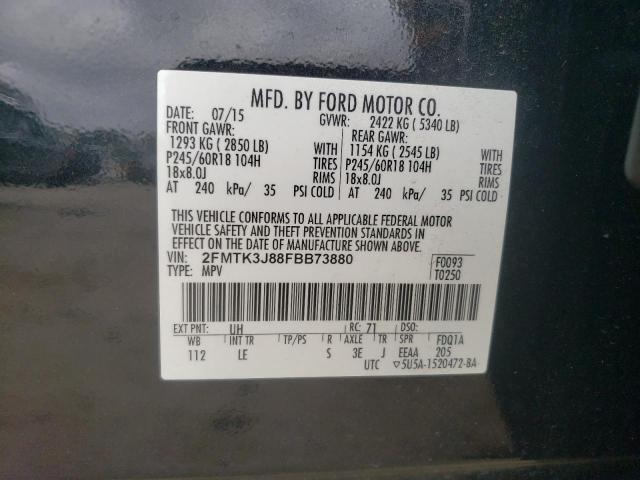 MFD. BY FORD MOTOR CO.
DATE: 07/15 GVWR: 2422 KG ( 5340 LB)
FRONT GAWR: REAR GAWR:
1293 KG ( 2850 LB) WITH 1154 KG ( 2545 LB) WITH
P245/60R18 104H TIRES P245/60R18 104H TIRES
18x8.0J RIMS 18x8.0J RIMS
AT 240 kPa/ 35 PSI COLD AT 240 kPa/ 35 PSI COLD
THIS VEHICLE CONFORMS TO ALL APPLICABLE FEDERAL MOTOR
VEHICLE SAFETY AND THEFT PREVENTION STANDARDS IN
EFFECT ON THE DATE OF MANUFACTURE SHOWN ABOVE.
VIN: 2FMTK3J88FBB73880 F0093
TYPE: MPV T0250
EXT PNT: UH RC: 71 DSO: FDQ1A
WB INT TR TP/PS R AXLE TR SPR
112 LE S 3E J EEAA 205
UTC ▽5U5A-1520472-BA